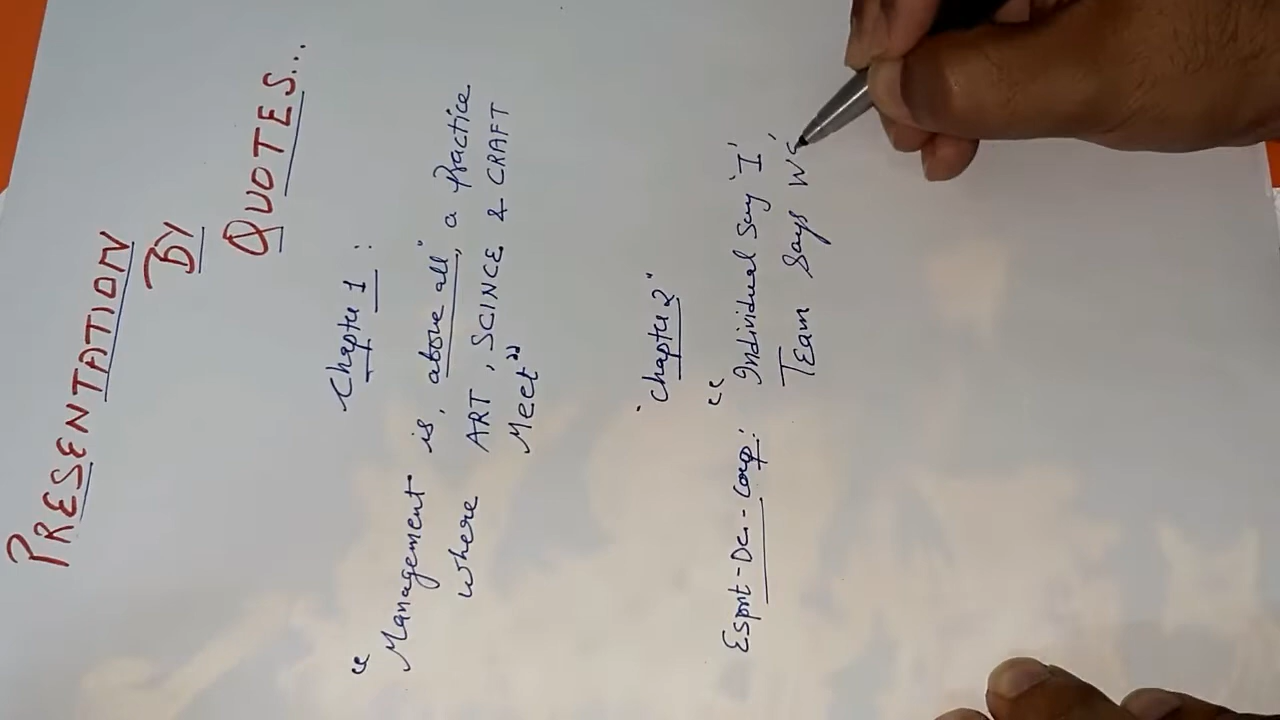 PRESENTATION
BY
QUOTES...
Chapter 1 :
“ Management is, above all", a Practice
where ART, SCINCE & CRAFT
Meet”
'Chapter 2"
Esprit-De-Corp: “ Individual Say 'I'
Team Says 'We